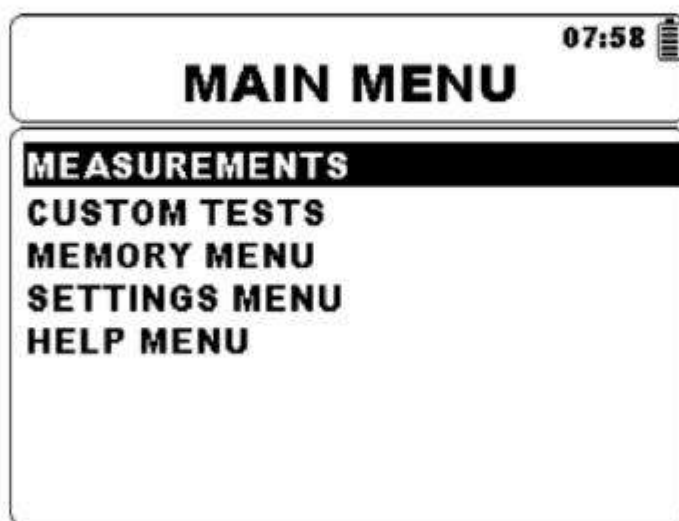 07:58
MAIN MENU
MEASUREMENTS
CUSTOM TESTS
MEMORY MENU
SETTINGS MENU
HELP MENU